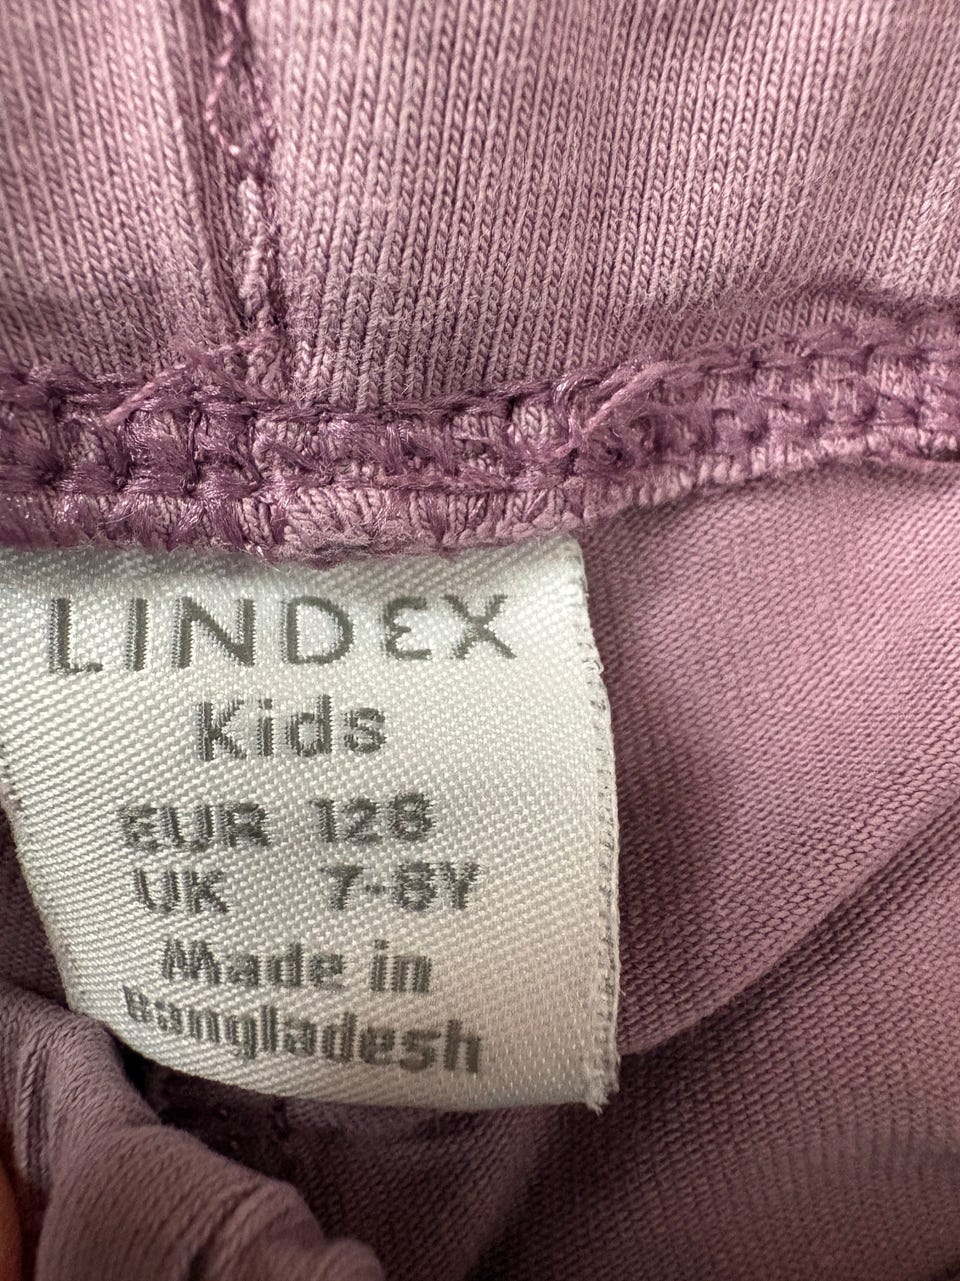 LINDEX
Kids
EUR 128
UK 7-8Y
Made in
Bangladesh